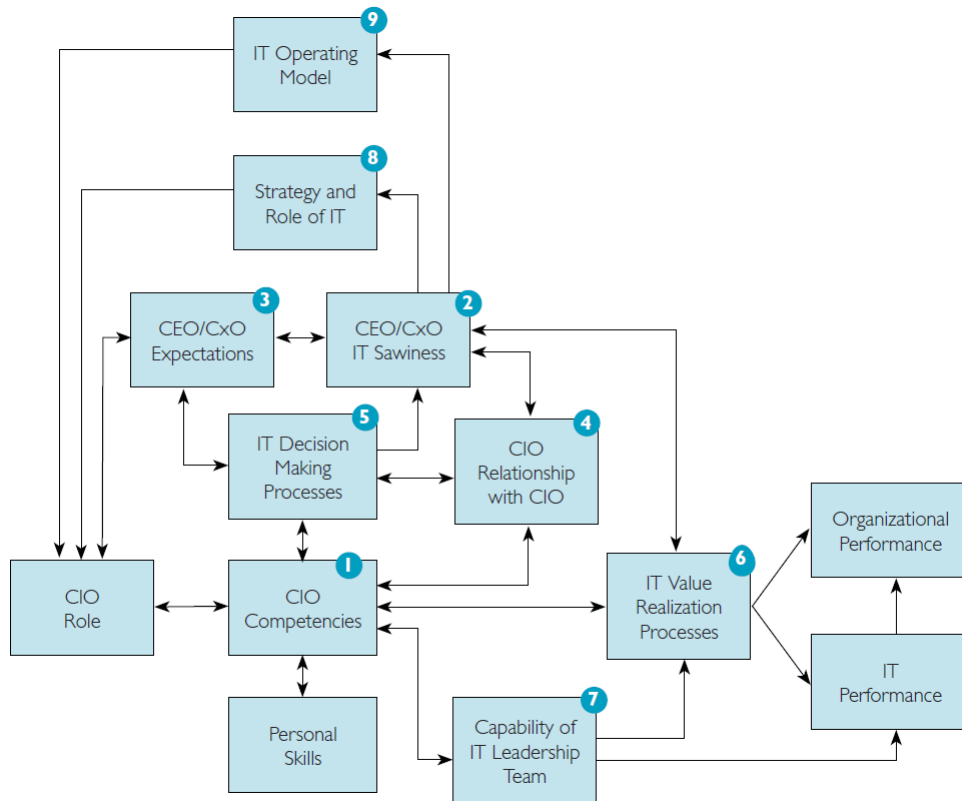 9
IT Operating
Model
8
Strategy and
Role of IT
3
CEO/CxO
Expectations
2
CEO/CxO
IT Sawiness
5
IT Decision
Making
Processes
4
CIO
Relationship
with CIO
Organizational
Performance
CIO
Role
1
CIO
Competencies
6
IT Value
Realization
Processes
IT
Performance
Personal
Skills
7
Capability of
IT Leadership
Team